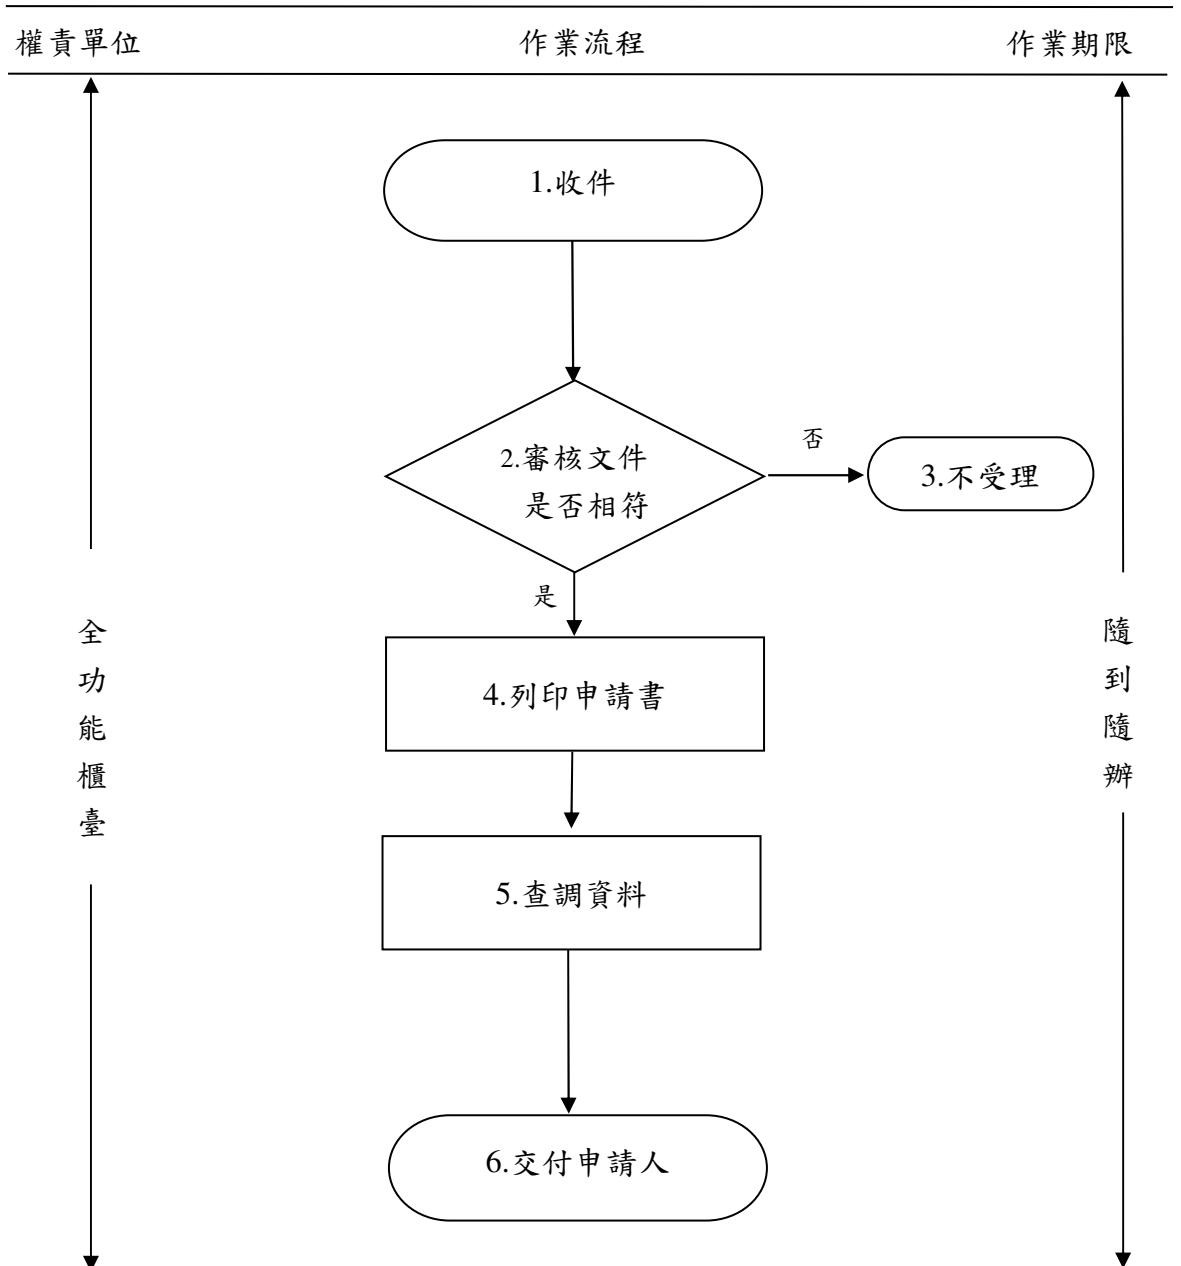 權責單位 作業流程 作業期限
1.收件
2.審核文件
是否相符
否
3.不受理
是
4.列印申請書
5.查調資料
6.交付申請人
全功能櫃臺
隨到隨辦